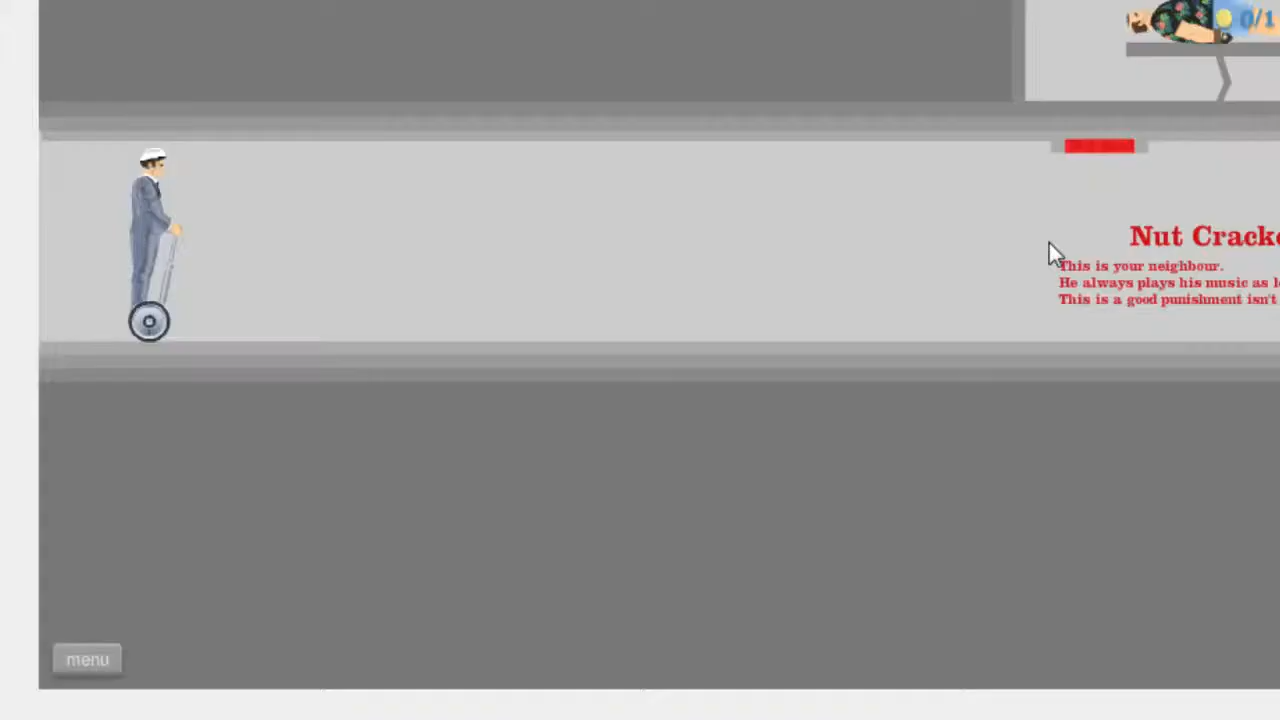 0/1
Nut Cracke
This is your neighbour.
He always plays his music as l
This is a good punishment isn't
menu